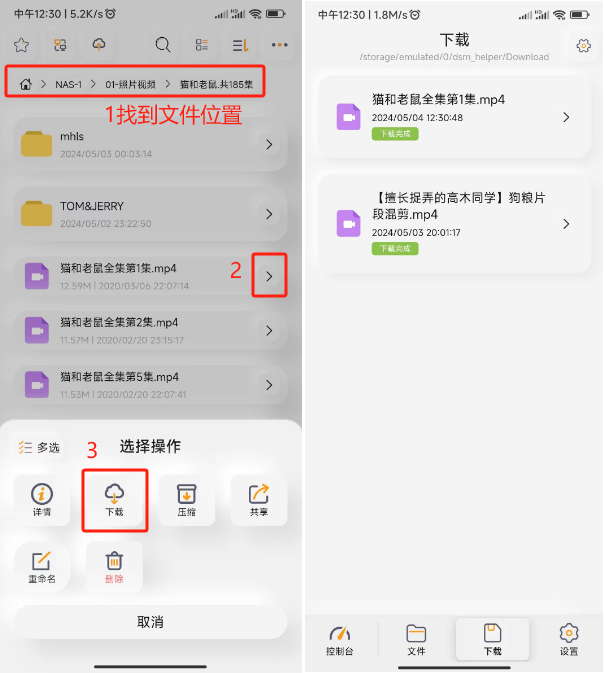 中午12:30 | 5.2K/s
NAS-1 > 01-照片视频 > 猫和老鼠.共185集
1找到文件位置
mhls
2024/05/03 00:03:14
TOM&JERRY
2024/05/02 23:22:50
猫和老鼠全集第1集.mp4
12.59M | 2020/03/06 22:07:14
2
猫和老鼠全集第2集.mp4
11.57M | 2020/02/20 23:15:17
猫和老鼠全集第5集.mp4
11.53M | 2020/02/20 22:07:41
多选
3
选择操作
详情
下载
压缩
共享
重命名
删除
取消
中午12:30 | 1.8M/s
下载
/storage/emulated/0/dsm_helper/Download
猫和老鼠全集第1集.mp4
2024/05/04 12:30:48
下载完成
【擅长捉弄的高木同学】狗粮片
段混剪.mp4
2024/05/03 20:01:17
下载完成
控制台
文件
下载
设置